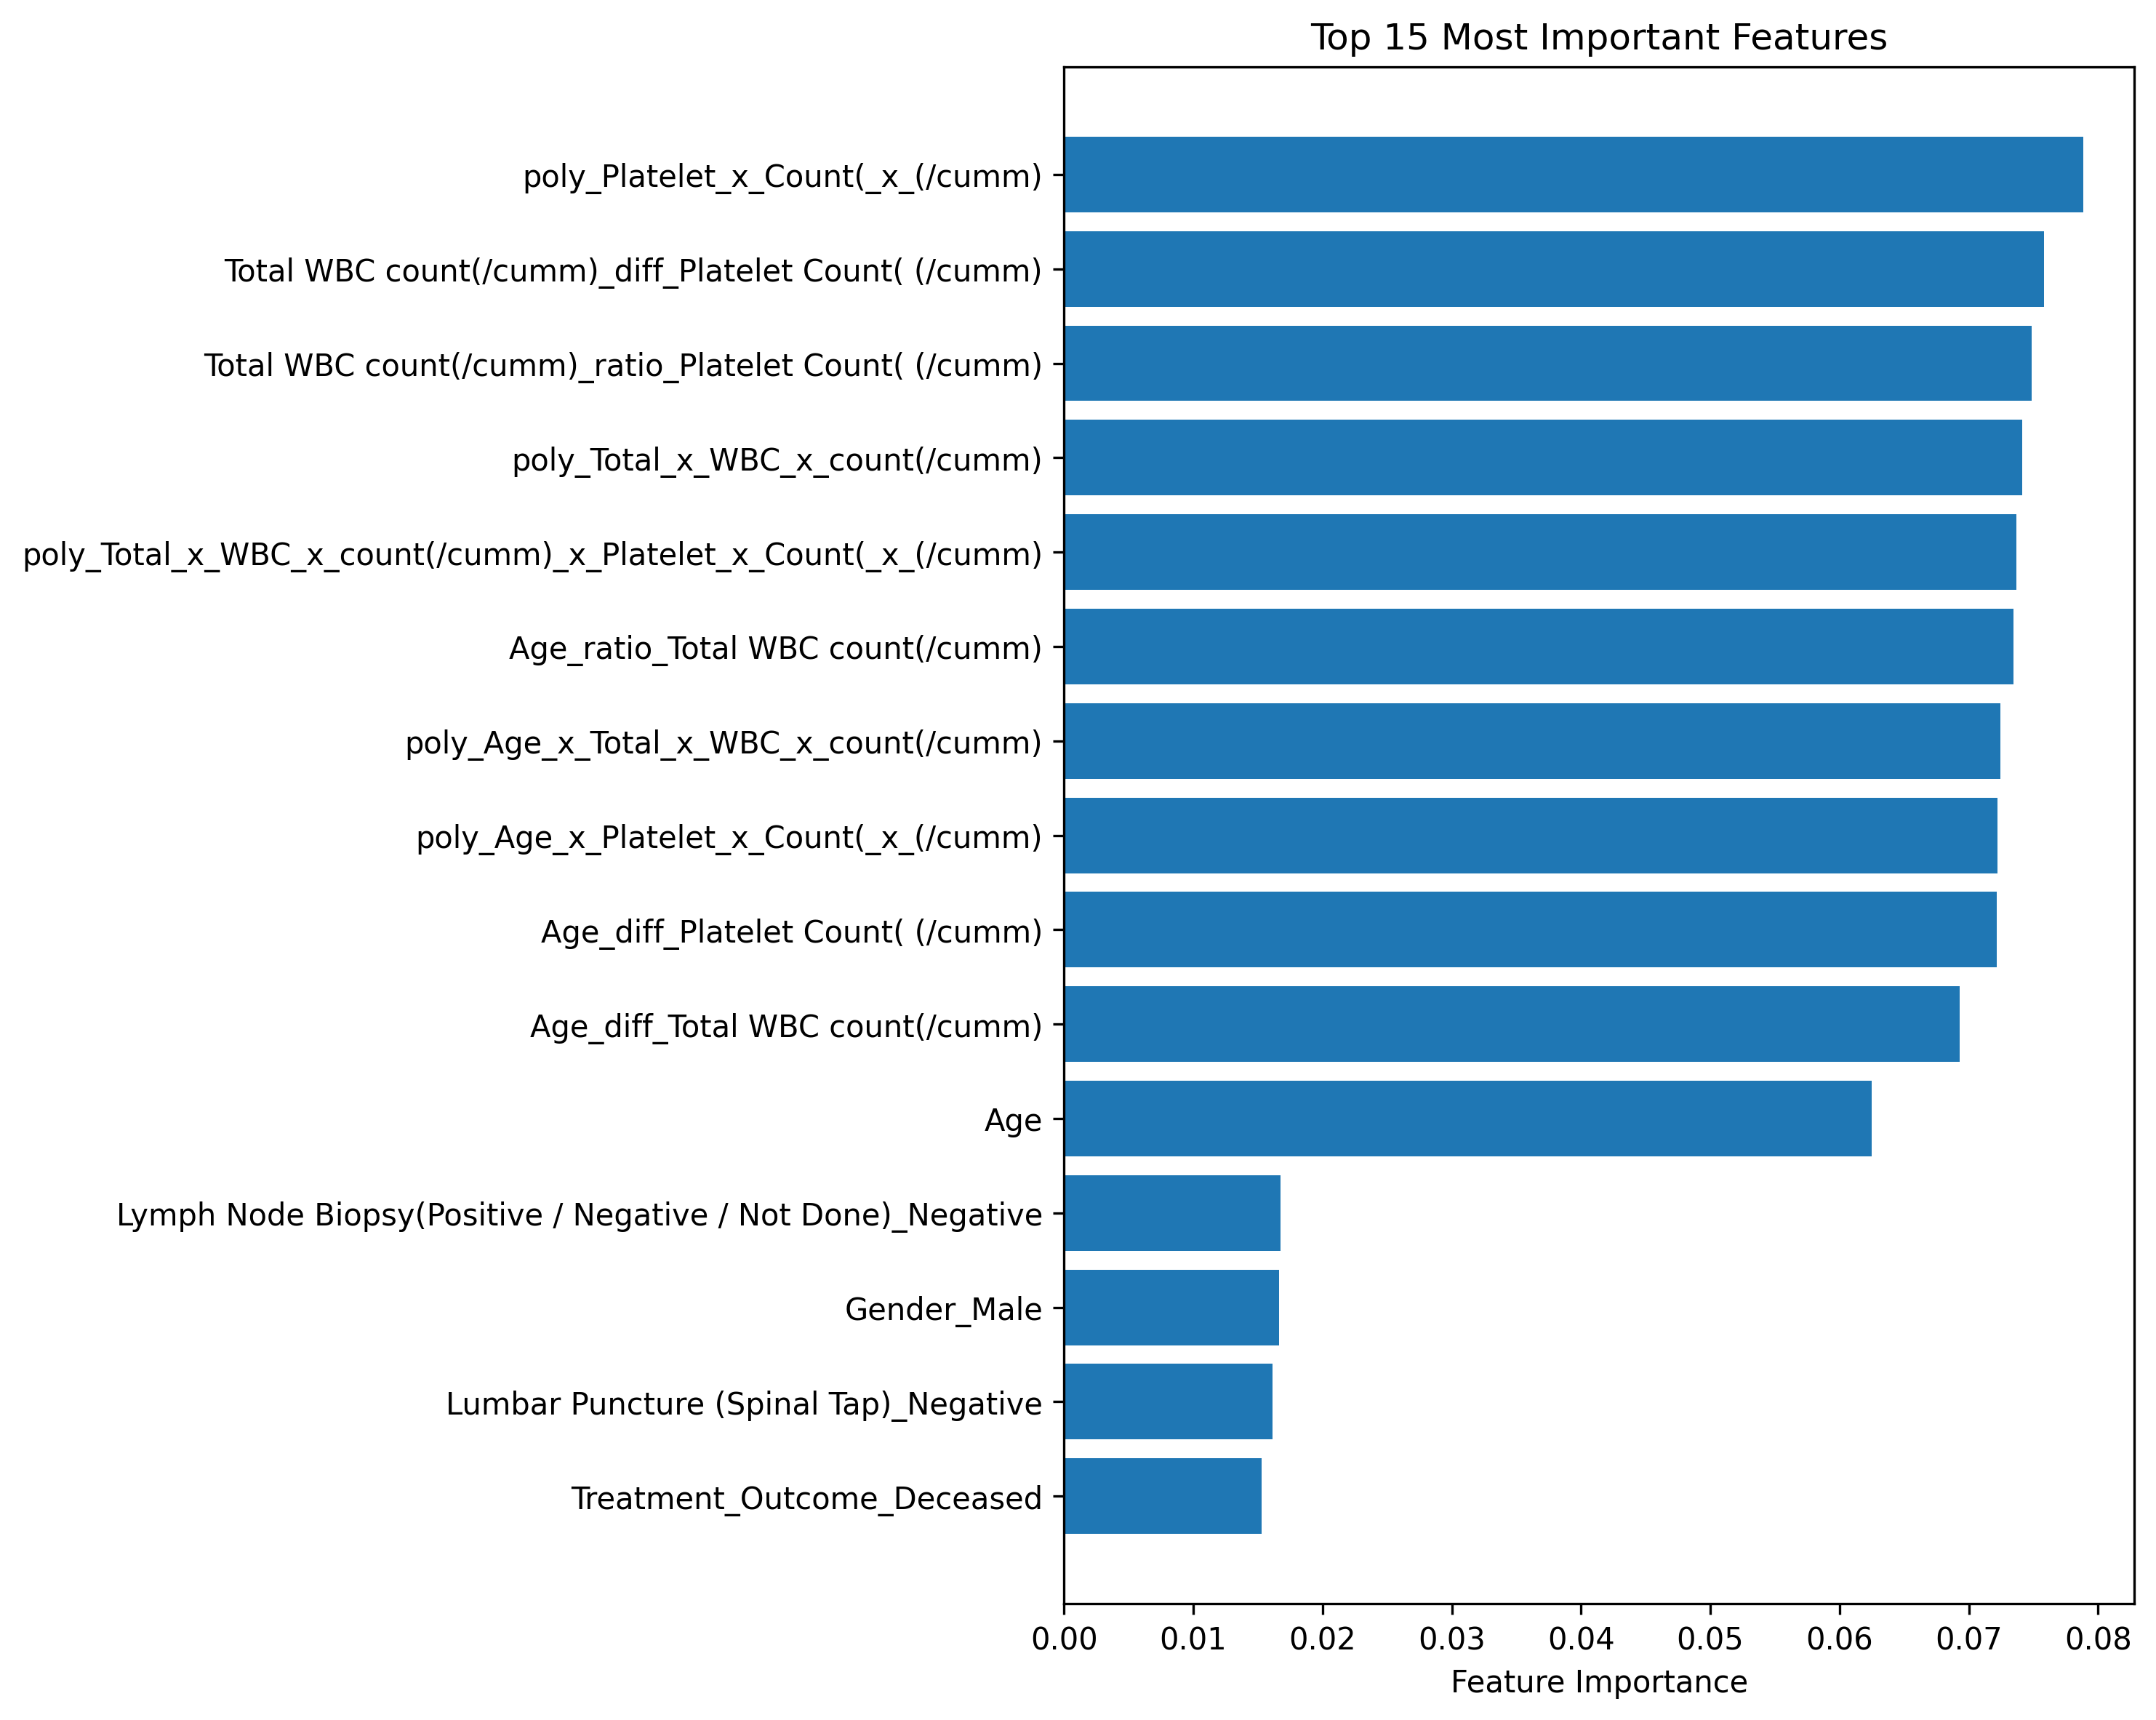 Top 15 Most Important Features
poly_Platelet_x_Count(_x_(/cumm)
Total WBC count(/cumm)_diff_Platelet Count( (/cumm)
Total WBC count(/cumm)_ratio_Platelet Count( (/cumm)
poly_Total_x_WBC_x_count(/cumm)
poly_Total_x_WBC_x_count(/cumm)_x_Platelet_x_Count(_x_(/cumm)
Age_ratio_Total WBC count(/cumm)
poly_Age_x_Total_x_WBC_x_count(/cumm)
poly_Age_x_Platelet_x_Count(_x_(/cumm)
Age_diff_Platelet Count( (/cumm)
Age_diff_Total WBC count(/cumm)
Age
Lymph Node Biopsy(Positive / Negative / Not Done)_Negative
Gender_Male
Lumbar Puncture (Spinal Tap)_Negative
Treatment_Outcome_Deceased
0.00 0.01 0.02 0.03 0.04 0.05 0.06 0.07 0.08
Feature Importance